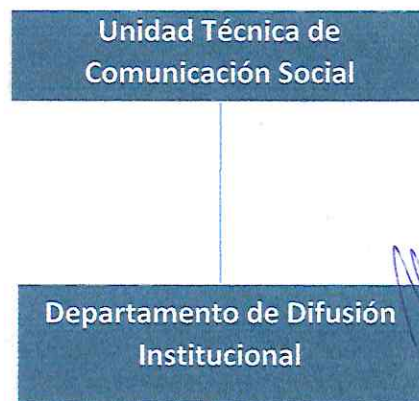 Unidad Técnica de
Comunicación Social
Departamento de Difusión
Institucional